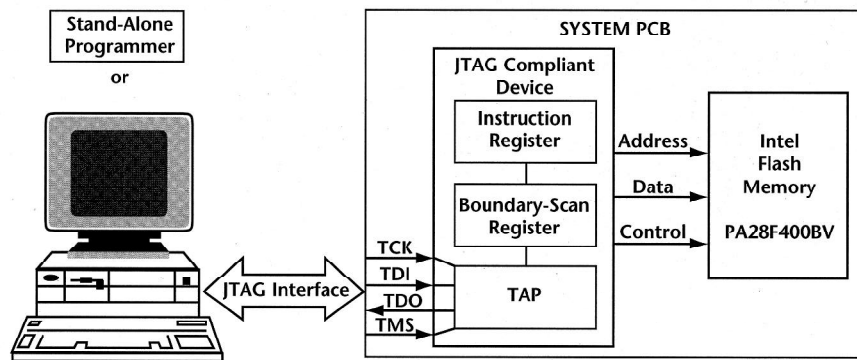 Stand-Alone
Programmer
or
JTAG Interface
SYSTEM PCB
JTAG Compliant
Device
Instruction
Register
Boundary-Scan
Register
TAP
TCK
TDI
TDO
TMS
Address
Data
Control
Intel
Flash
Memory
PA28F400BV